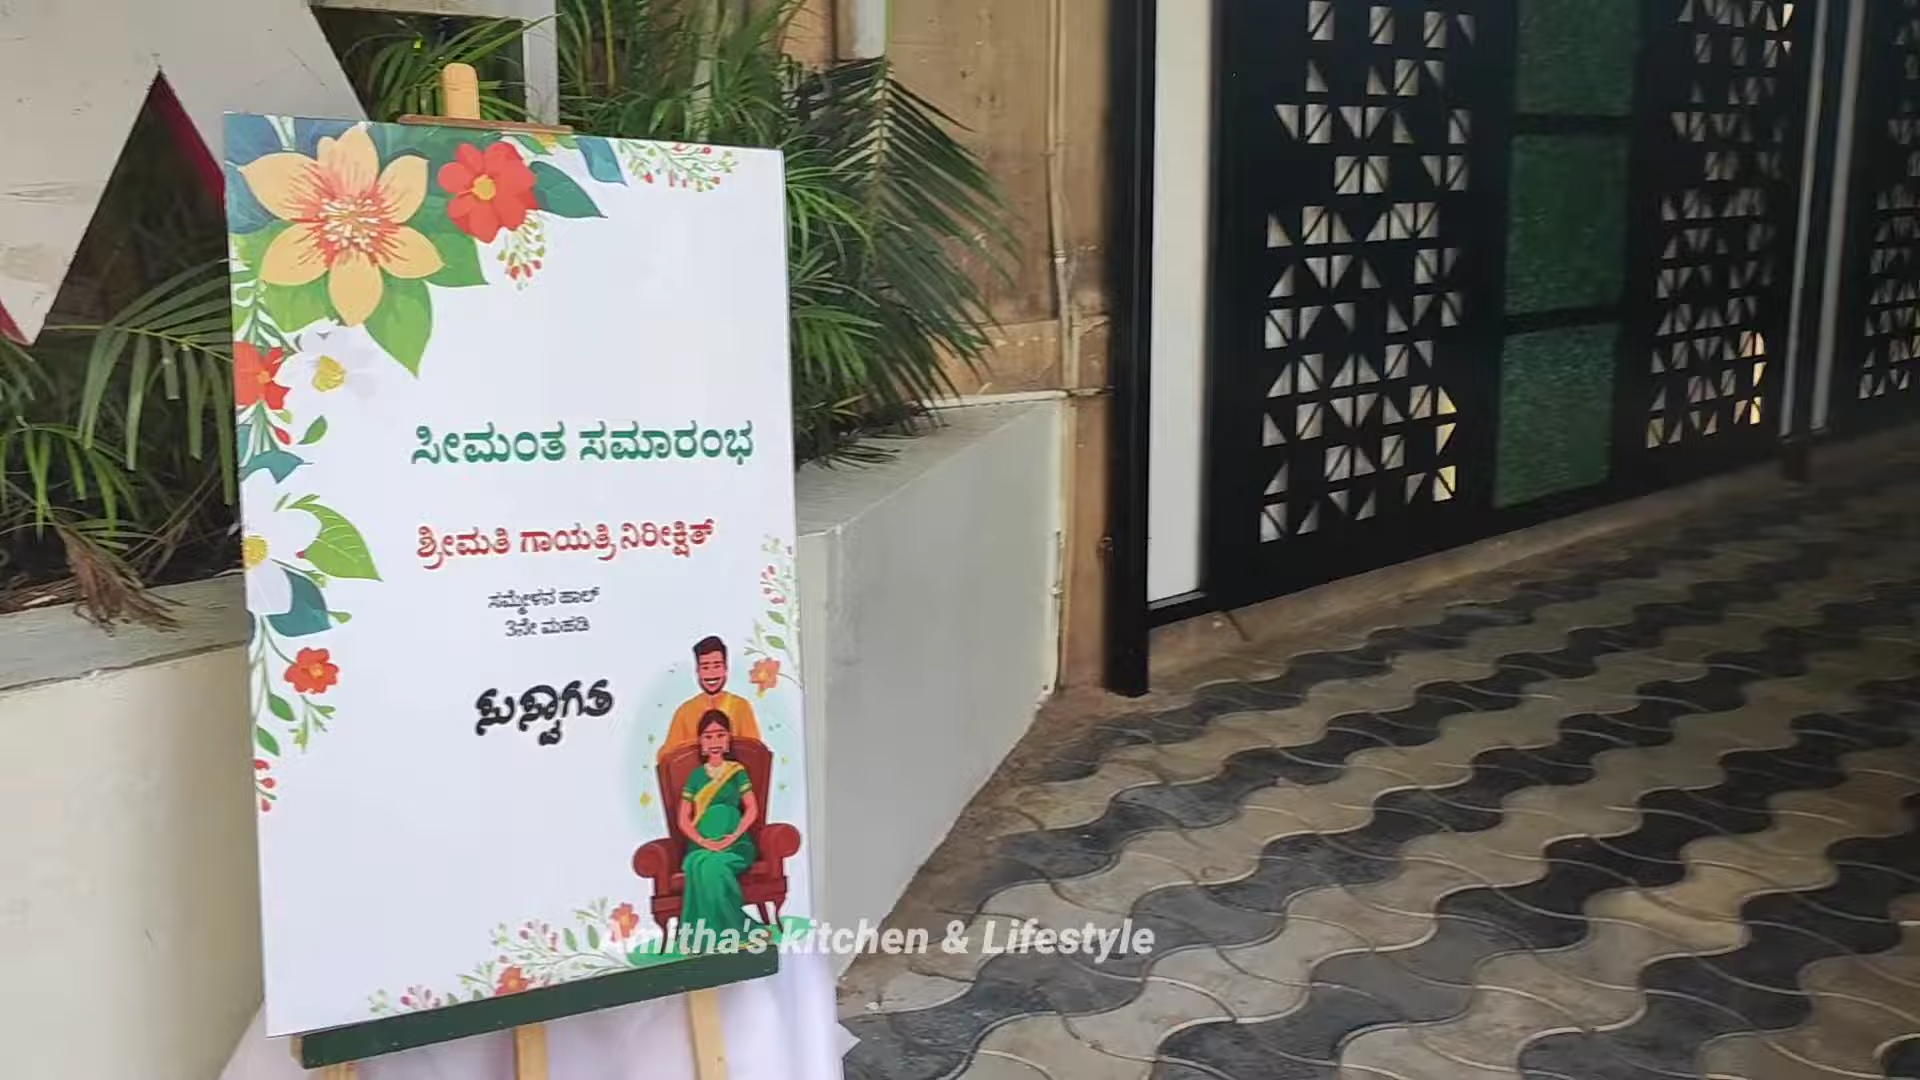 ಸೀಮಂತ ಸಮಾರಂಭ
ಶ್ರೀಮತಿ ಗಾಯತ್ರಿ ನಿರೀಕ್ಷಿತ್
ಸಮ್ಮೇಳನ ಹಾಲ್
3ನೇ ಮಹಡಿ
ಸುಸ್ವಾಗತ
Amitha's kitchen & Lifestyle